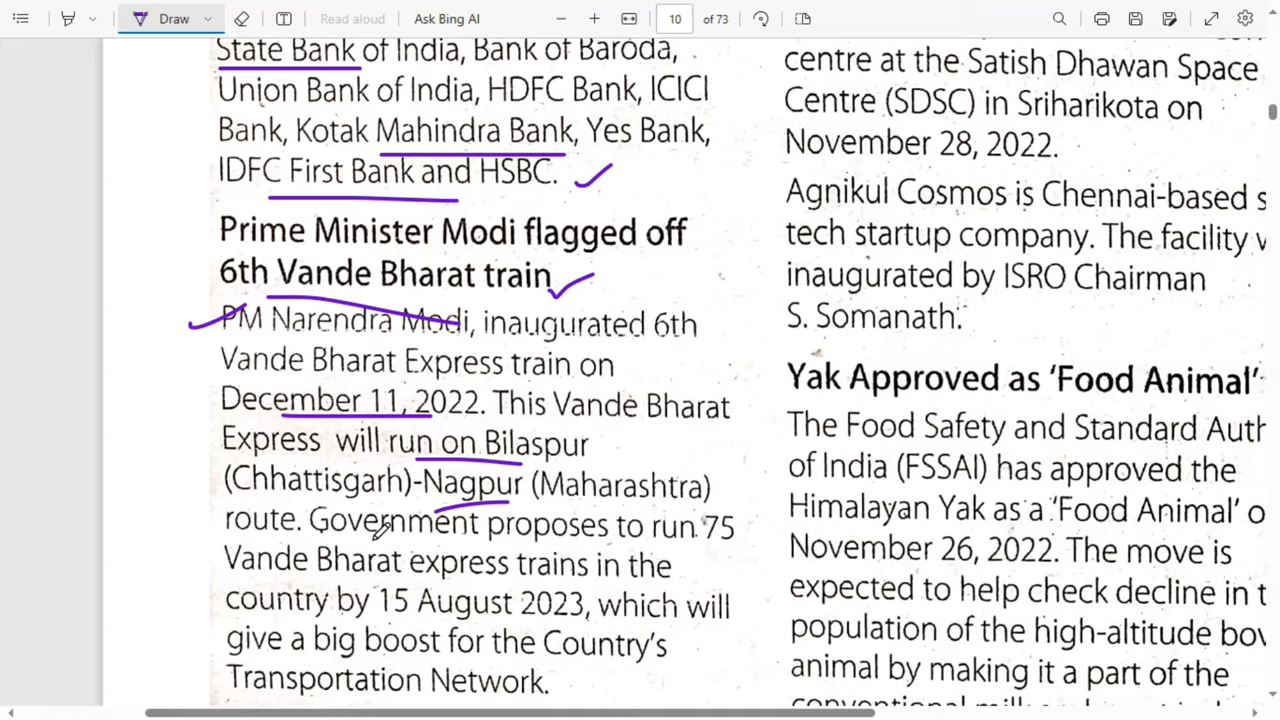 Draw
Read aloud
Ask Bing AI
10
of 73
State Bank of India, Bank of Baroda,
Union Bank of India, HDFC Bank, ICICI
Bank, Kotak Mahindra Bank, Yes Bank,
IDFC First Bank and HSBC.
Prime Minister Modi flagged off
6th Vande Bharat train
PM Narendra Modi, inaugurated 6th
Vande Bharat Express train on
December 11, 2022. This Vande Bharat
Express will run on Bilaspur
(Chhattisgarh)-Nagpur (Maharashtra)
route. Government proposes to run 75
Vande Bharat express trains in the
country by 15 August 2023, which will
give a big boost for the Country's
Transportation Network.
centre at the Satish Dhawan Space
Centre (SDSC) in Sriharikota on
November 28, 2022.
Agnikul Cosmos is Chennai-based s
tech startup company. The facility w
inaugurated by ISRO Chairman
S. Somanath.
Yak Approved as 'Food Animal'
The Food Safety and Standard Auth
of India (FSSAI) has approved the
Himalayan Yak as a 'Food Animal' o
November 26, 2022. The move is
expected to help check decline in t
population of the high-altitude bov
animal by making it a part of the